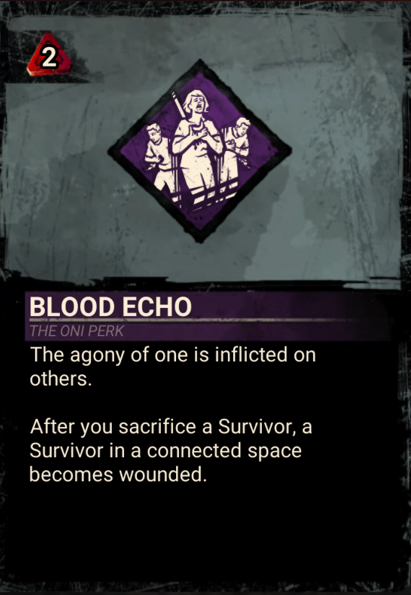 2
BLOOD ECHO
THE ONI PERK
The agony of one is inflicted on
others.
After you sacrifice a Survivor, a
Survivor in a connected space
becomes wounded.